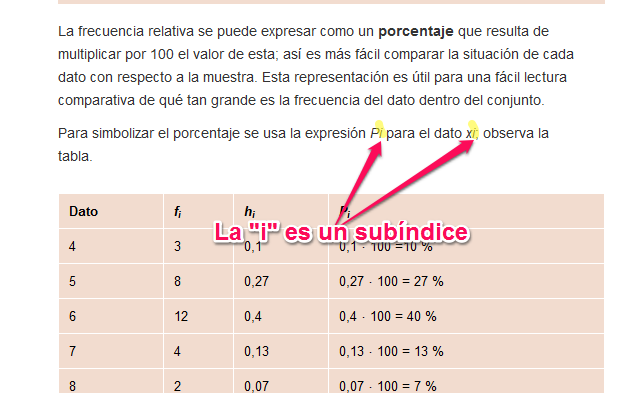 La frecuencia relativa se puede expresar como un porcentaje que resulta de
multiplicar por 100 el valor de esta; así es más fácil comparar la situación de cada
dato con respecto a la muestra. Esta representación es útil para una fácil lectura
comparativa de qué tan grande es la frecuencia del dato dentro del conjunto.
Para simbolizar el porcentaje se usa la expresión Pi para el dato xi; observa la
tabla.
Dato fi hi Pi
La "i" es un subíndice
4 3 0,1 0,1 · 100 =10 %
5 8 0,27 0,27 · 100 = 27 %
6 12 0,4 0,4 · 100 = 40 %
7 4 0,13 0,13 · 100 = 13 %
8 2 0,07 0,07 · 100 = 7 %